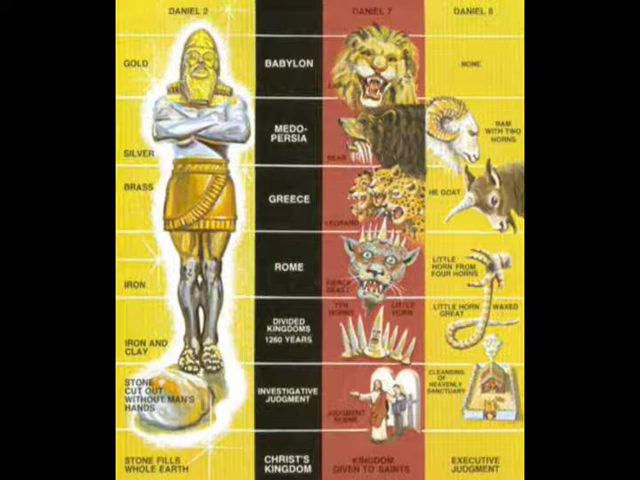 DANIEL 2
DANIEL 7
DANIEL 8
GOLD
BABYLON
NONE
SILVER
MEDO-
PERSIA
BEAR
RAM
WITH TWO
HORNS
BRASS
GREECE
LEOPARD
HE GOAT
IRON
ROME
FIERCE
BEAST
LITTLE
HORN FROM
FOUR HORNS
IRON AND
CLAY
DIVIDED
KINGDOMS
1260 YEARS
TEN
HORNS
LITTLE
HORN
LITTLE HORN WAXED
GREAT
STONE
CUT OUT
WITHOUT MAN'S
HANDS
INVESTIGATIVE
JUDGMENT
JUDGMENT
SCENE
CLEANSING
OF
HEAVENLY
SANCTUARY
STONE FILLS
WHOLE EARTH
CHRIST'S
KINGDOM
KINGDOM
GIVEN TO SAINTS
EXECUTIVE
JUDGMENT